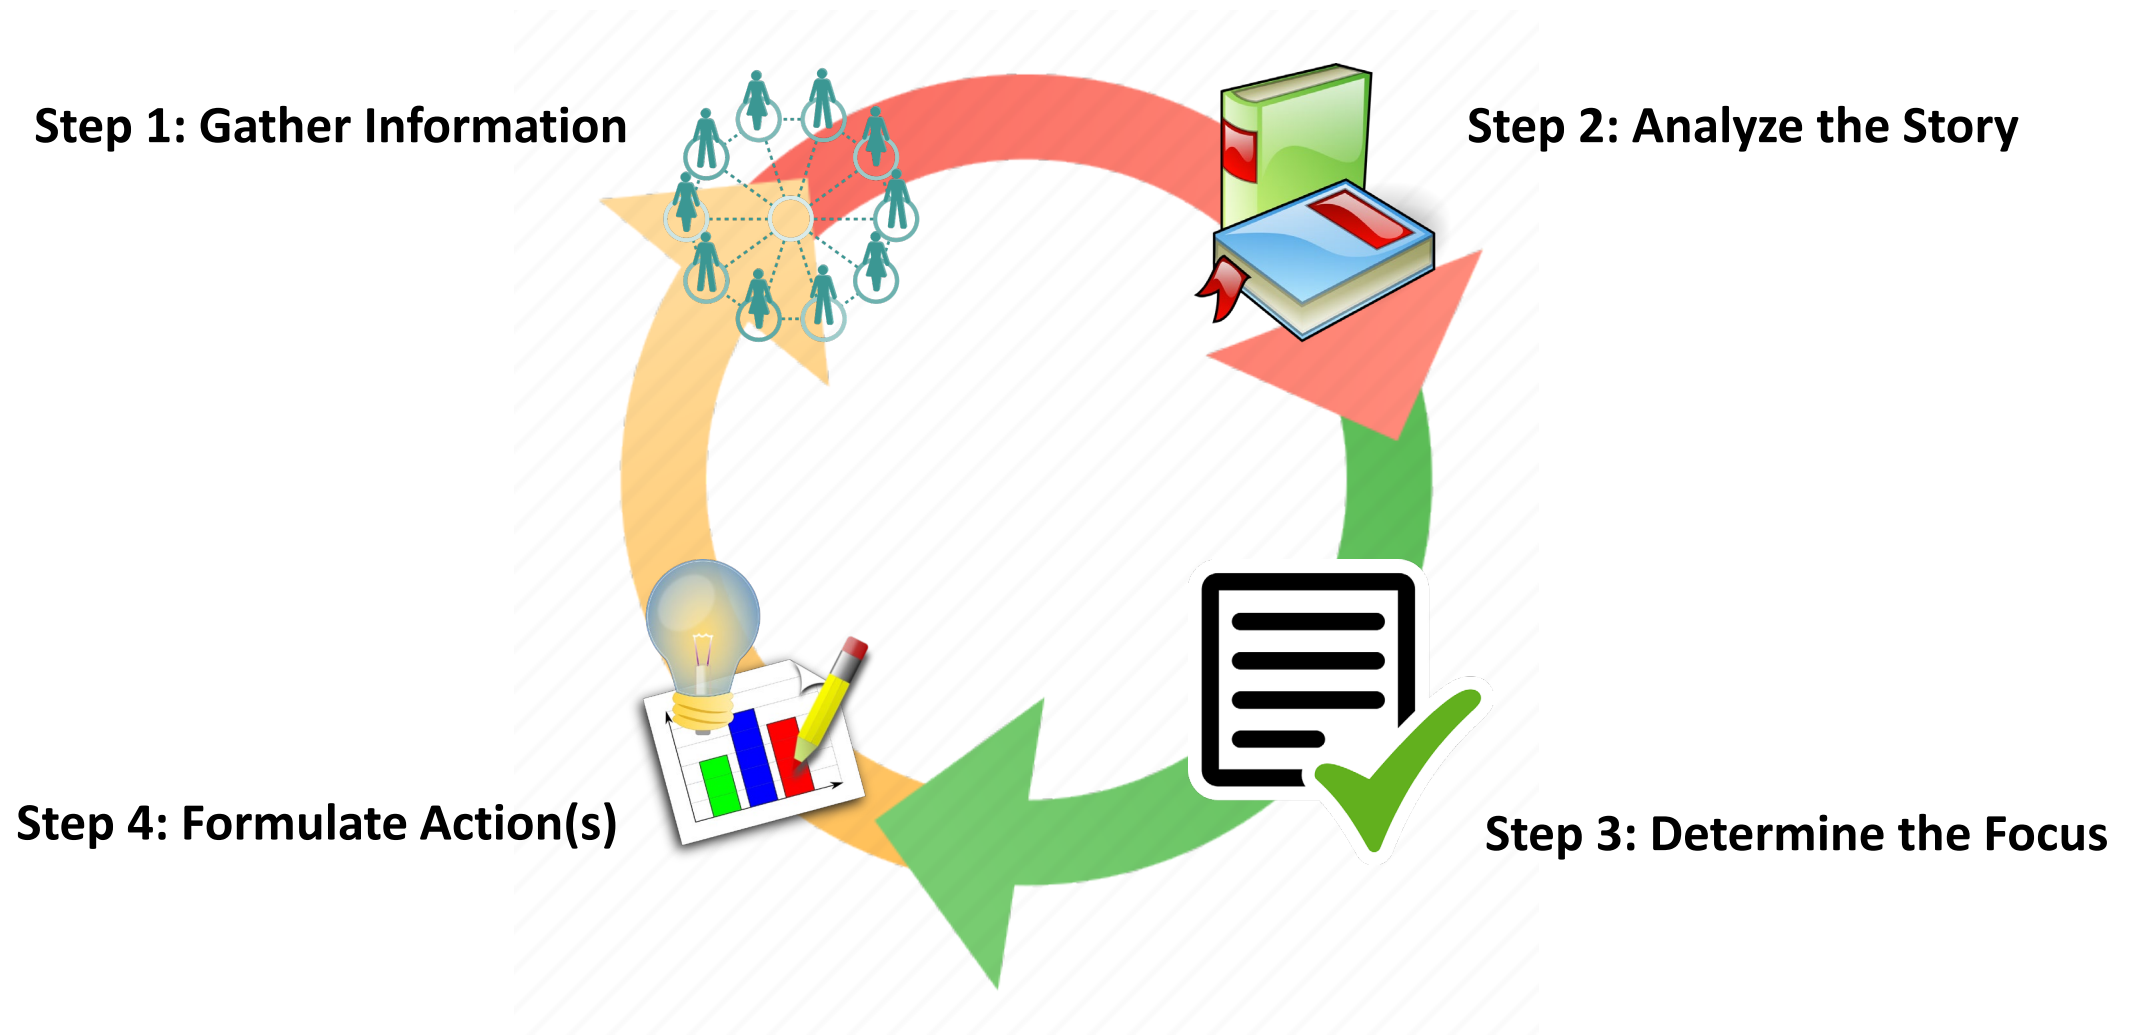 Step 1: Gather Information
Step 2: Analyze the Story
Step 4: Formulate Action(s)
Step 3: Determine the Focus